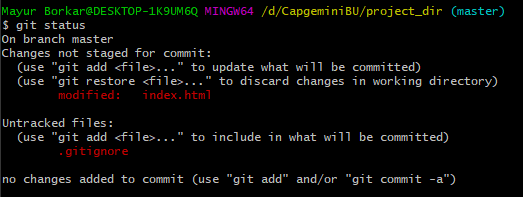 Mayur Borkar@DESKTOP-1K9UM6Q MINGW64 /d/CapgeminiBU/project_dir (master)
$ git status
On branch master
Changes not staged for commit:
  (use "git add <file>..." to update what will be committed)
  (use "git restore <file>..." to discard changes in working directory)
        modified:   index.html

Untracked files:
  (use "git add <file>..." to include in what will be committed)
        .gitignore

no changes added to commit (use "git add" and/or "git commit -a")